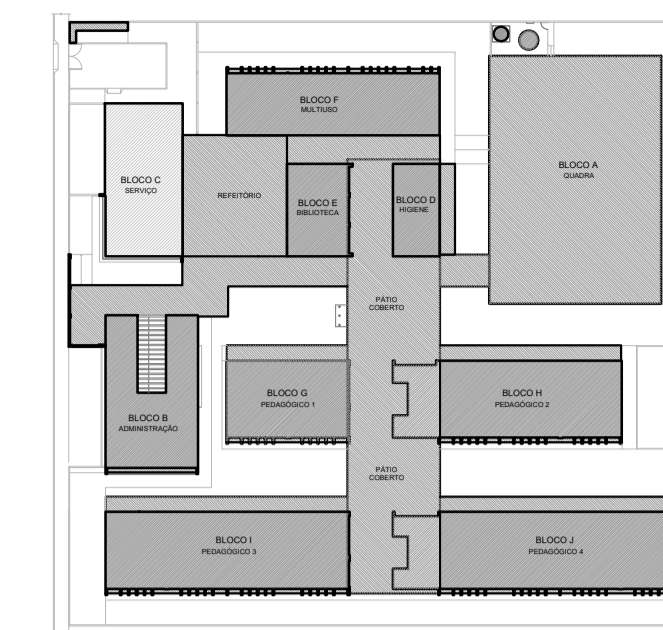 BLOCO F
MULTIUSO
BLOCO A
QUADRA
BLOCO C
SERVIÇO
REFEITÓRIO
BLOCO E
BIBLIOTECA
BLOCO D
HIGIENE
PÁTIO
COBERTO
BLOCO G
PEDAGÓGICO 1
BLOCO H
PEDAGÓGICO 2
BLOCO B
ADMINISTRAÇÃO
PÁTIO
COBERTO
BLOCO I
PEDAGÓGICO 3
BLOCO J
PEDAGÓGICO 4